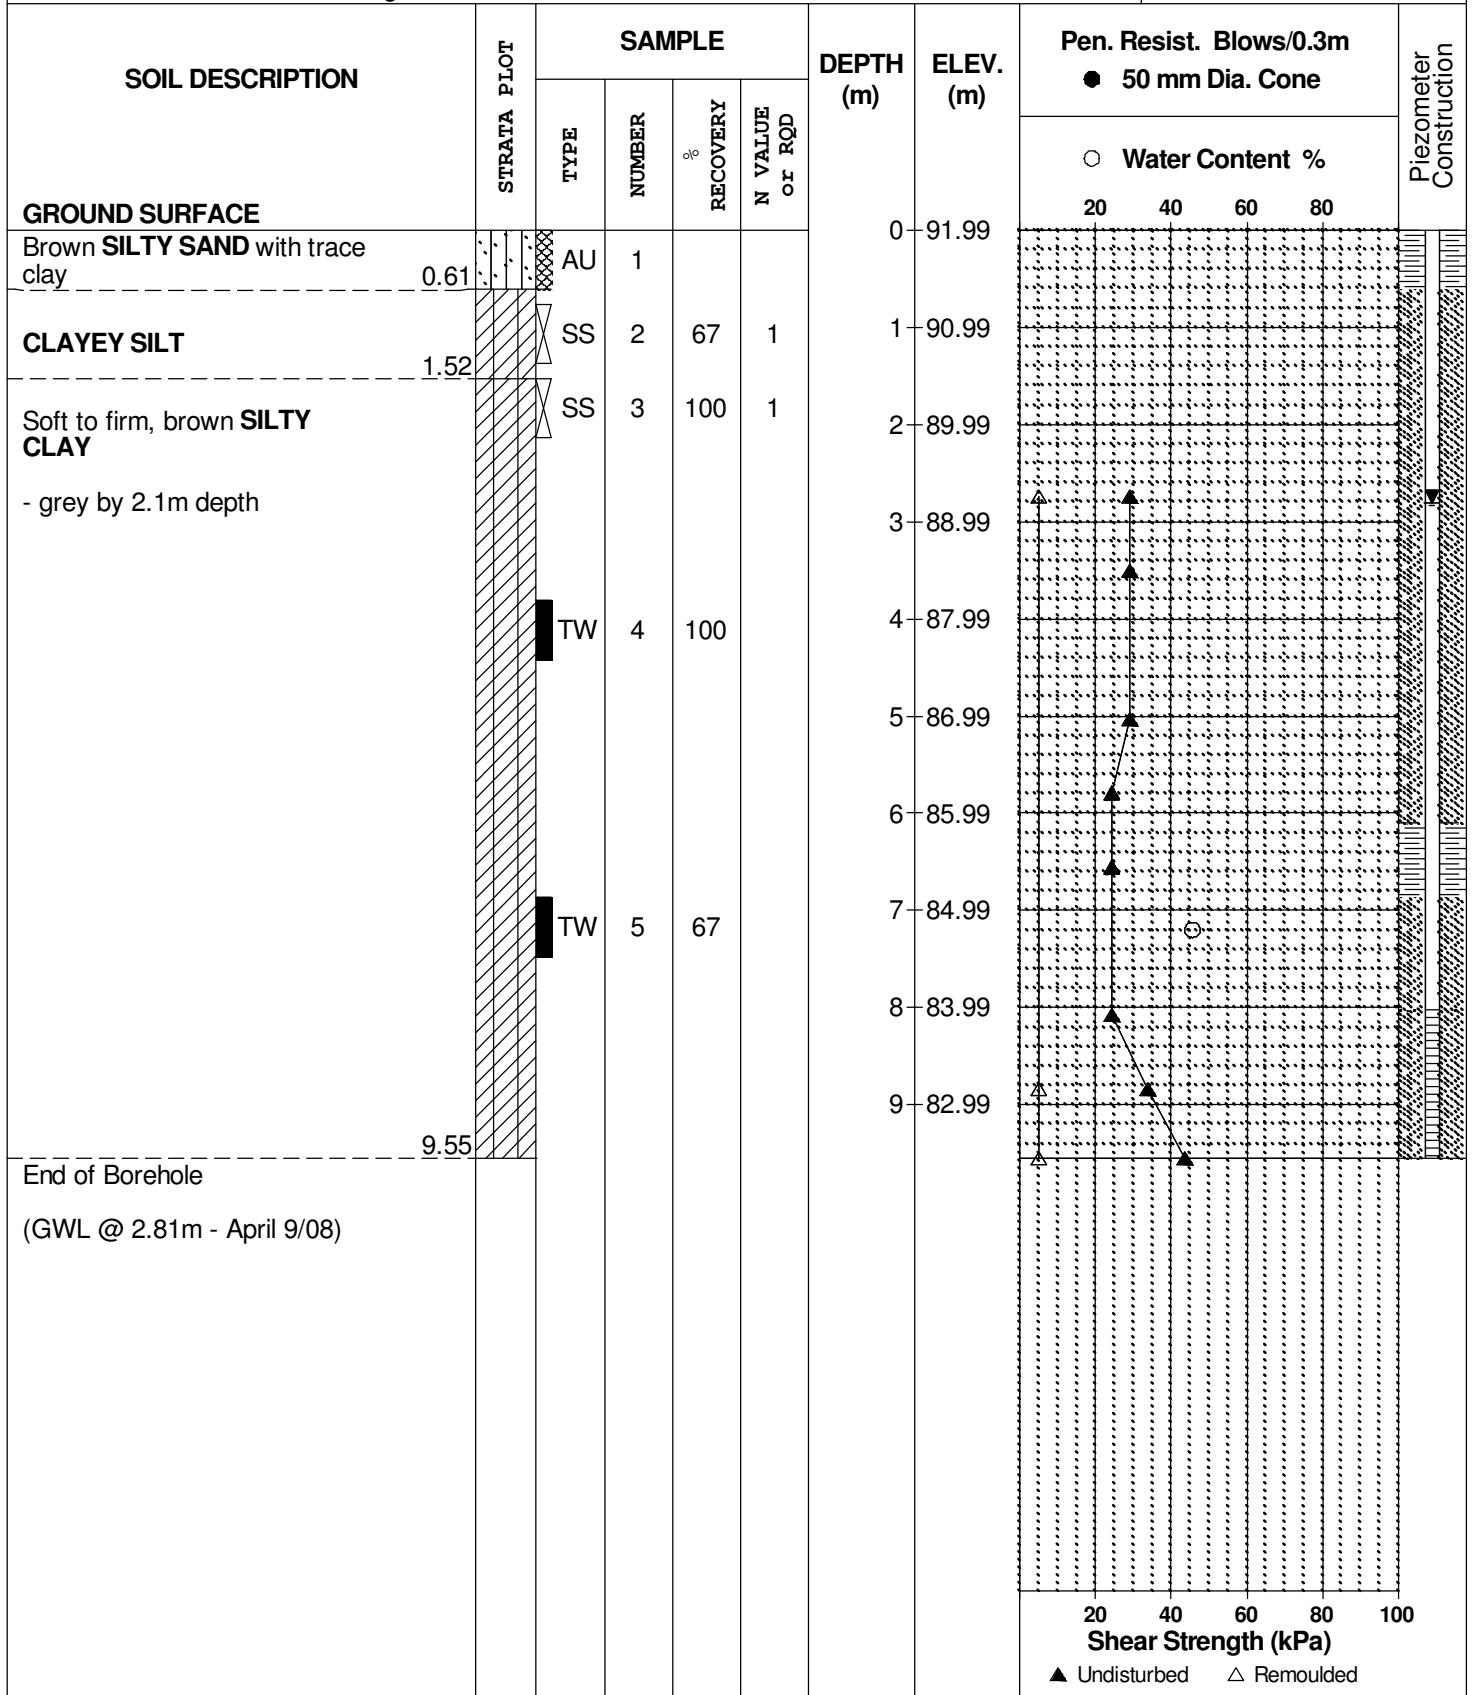 SOIL DESCRIPTION
STRATA PLOT
SAMPLE
TYPE
NUMBER
% RECOVERY
N VALUE or RQD
DEPTH (m)
ELEV. (m)
Pen. Resist. Blows/0.3m
● 50 mm Dia. Cone
○ Water Content %
20 40 60 80
Piezometer Construction
GROUND SURFACE
0 91.99
Brown SILTY SAND with trace
clay 0.61
AU 1
CLAYEY SILT
1.52
SS 2 67 1
1 90.99
Soft to firm, brown SILTY
CLAY
SS 3 100 1
2 89.99
- grey by 2.1m depth
3 88.99
TW 4 100
4 87.99
5 86.99
6 85.99
7 84.99
TW 5 67
8 83.99
9 82.99
9.55
End of Borehole
(GWL @ 2.81m - April 9/08)
20 40 60 80 100
Shear Strength (kPa)
▲ Undisturbed △ Remoulded